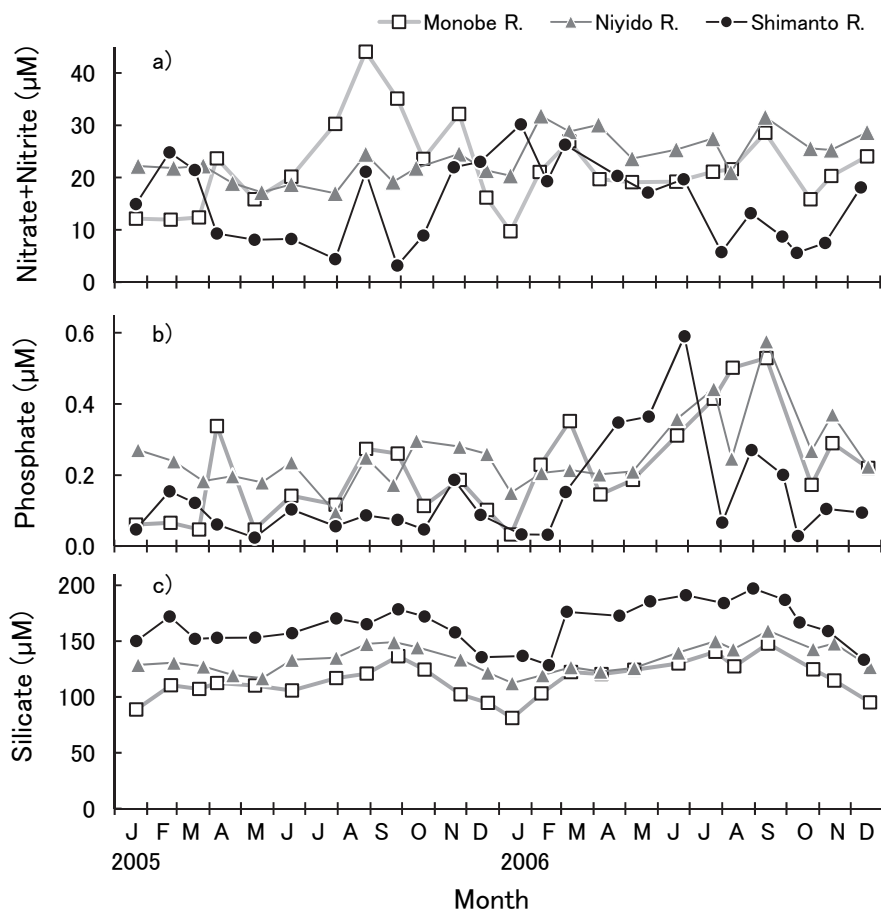 Monobe R. Niyido R. Shimanto R.
a)
Nitrate+Nitrite (μM)
40
30
20
10
0
b)
Phosphate (μM)
0.6
0.4
0.2
0.0
c)
Silicate (μM)
200
150
100
50
0
J F M A M J J A S O N D J F M A M J J A S O N D
2005 2006
Month